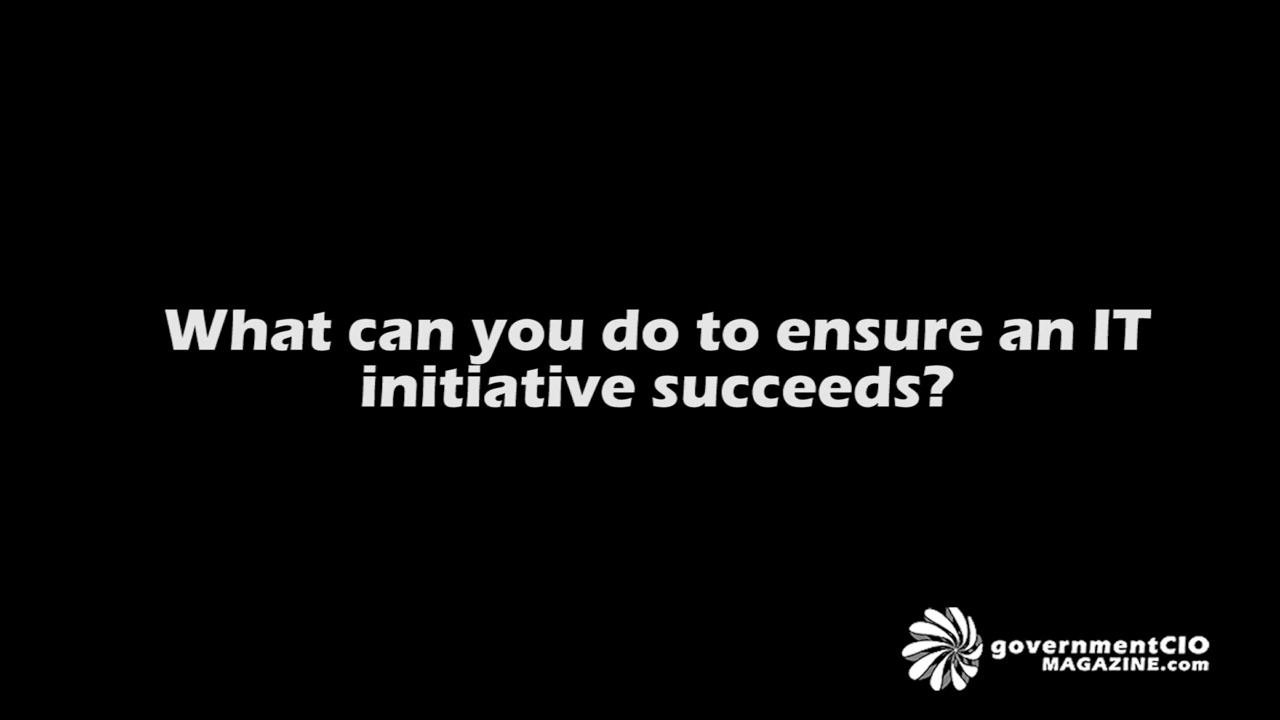 What can you do to ensure an IT
initiative succeeds?
governmentCIO
MAGAZINE.com